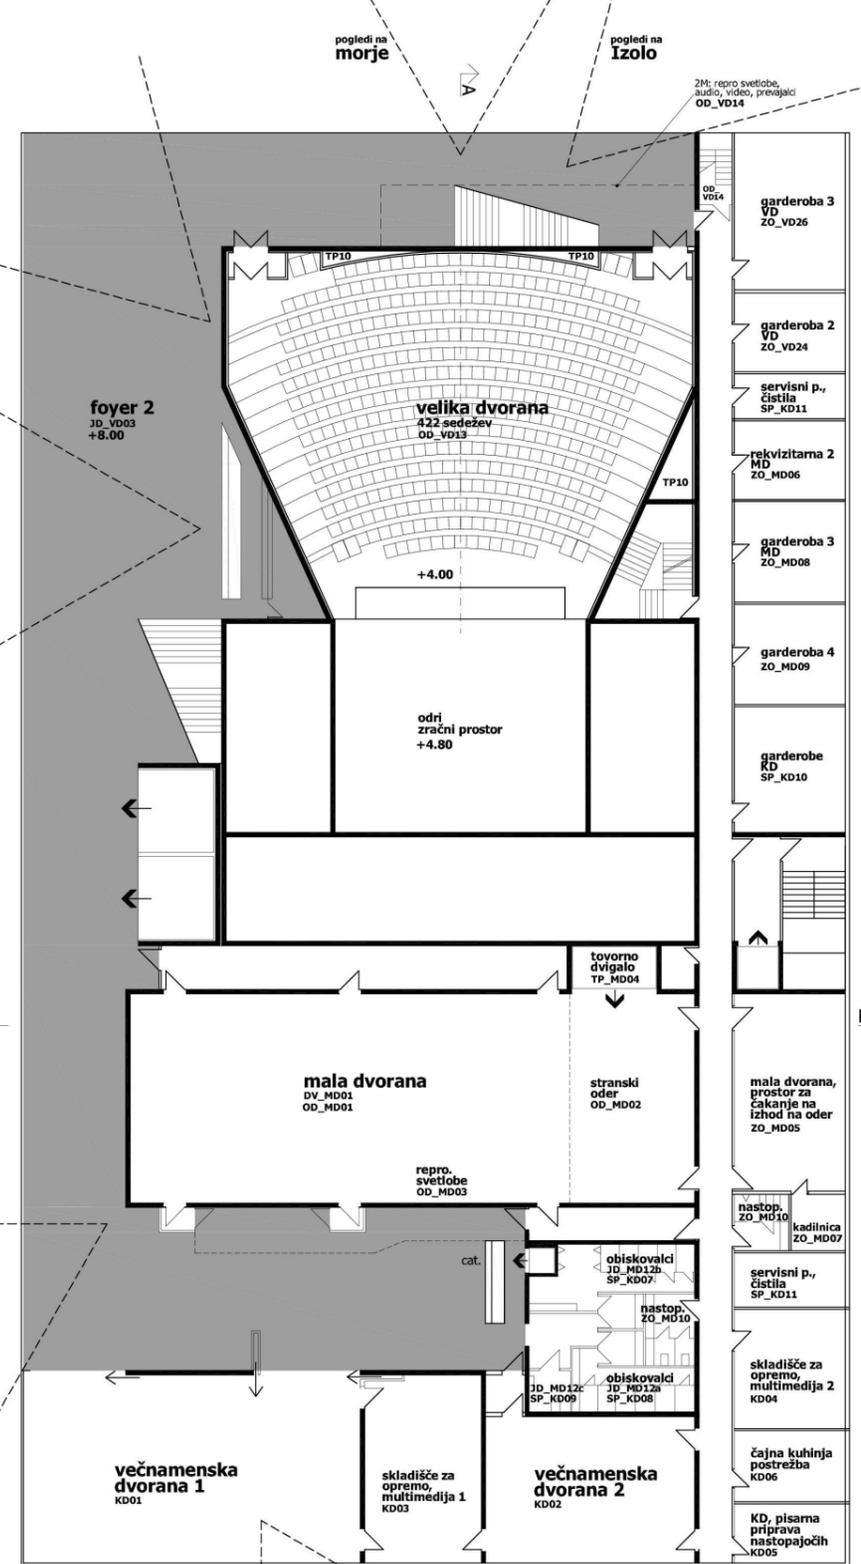 pogledi na
morje
pogledi na
Izolo
A
2M: repro svetlobe,
audio, video, prevajalci
OD_VD14
OD_
VD14
garderoba 3
VD
ZO_VD26
TP10
TP10
garderoba 2
VD
ZO_VD24
servisni p.,
čistila
SP_KD11
foyer 2
JD_VD03
+8.00
velika dvorana
422 sedežev
OD_VD13
rekvizitarna 2
MD
ZO_MD06
TP10
garderoba 3
MD
ZO_MD08
+4.00
garderoba 4
ZO_MD09
odri
zračni prostor
+4.80
garderobe
KD
SP_KD10
tovorno
dvigalo
TP_MD04
mala dvorana
DV_MD01
OD_MD01
stranski
oder
OD_MD02
mala dvorana,
prostor za
čakanje na
izhod na oder
ZO_MD05
repro.
svetlobe
OD_MD03
nastop.
ZO_MD10
kadilnica
ZO_MD07
cat.
obiskovalci
JD_MD12b
SP_KD07
servisni p.,
čistila
SP_KD11
nastop.
ZO_MD10
obiskovalci
JD_MD12a
SP_KD08
JD_MD12c
SP_KD09
skladišče za
opremo,
multimedija 2
KD04
večnamenska
dvorana 1
KD01
skladišče za
opremo,
multimedija 1
KD03
večnamenska
dvorana 2
KD02
čajna kuhinja
postrežba
KD06
KD, pisarna
priprava
nastopajočih
KD05